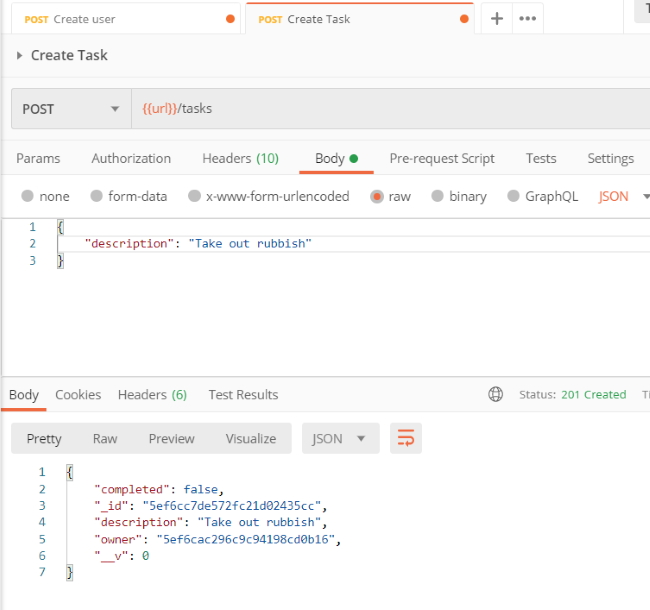 POST Create user POST Create Task + •••
Create Task
POST {{url}}/tasks
Params Authorization Headers (10) Body Pre-request Script Tests Settings
none form-data x-www-form-urlencoded raw binary GraphQL JSON
1 {
2 "description": "Take out rubbish"
3 }
Body Cookies Headers (6) Test Results Status: 201 Created
Pretty Raw Preview Visualize JSON
1 {
2 "completed": false,
3 "_id": "5ef6cc7de572fc21d02435cc",
4 "description": "Take out rubbish",
5 "owner": "5ef6cac296c9c94198cd0b16",
6 "__v": 0
7 }